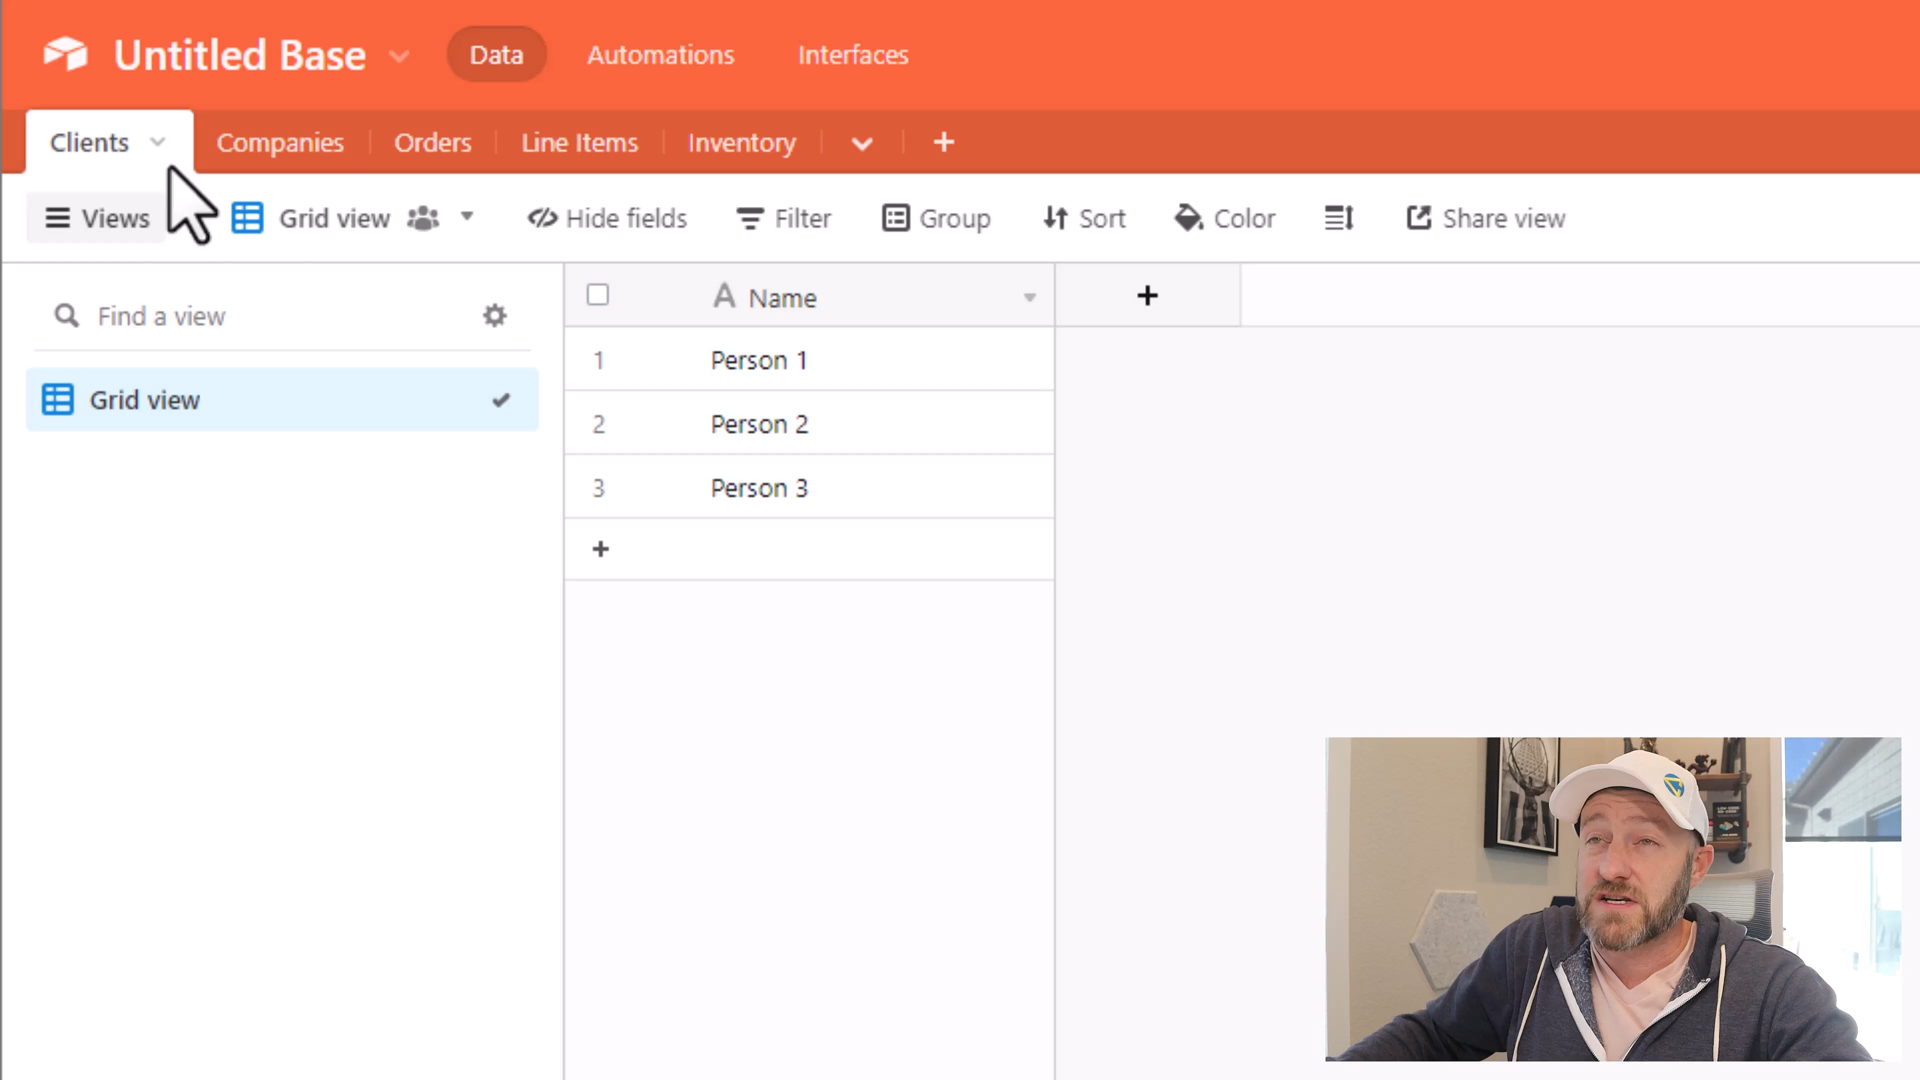 Untitled Base Data Automations Interfaces
Clients Companies Orders Line Items Inventory +
Views Grid view Hide fields Filter Group Sort Color Share view
Find a view
Grid view
A Name +
1 Person 1
2 Person 2
3 Person 3
+